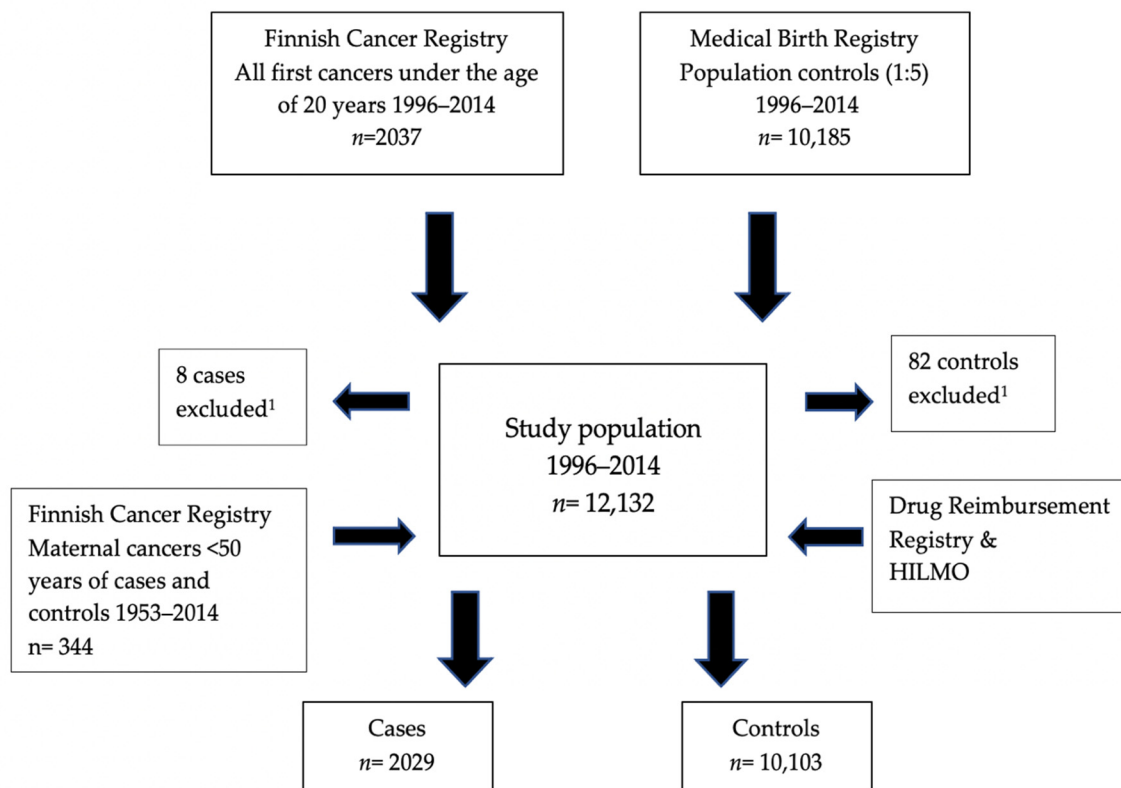 Finnish Cancer Registry
All first cancers under the age
of 20 years 1996–2014
n=2037
Medical Birth Registry
Population controls (1:5)
1996–2014
n= 10,185
8 cases
excluded¹
82 controls
excluded¹
Study population
1996–2014
n= 12,132
Finnish Cancer Registry
Maternal cancers <50
years of cases and
controls 1953–2014
n= 344
Drug Reimbursement
Registry &
HILMO
Cases
n= 2029
Controls
n= 10,103